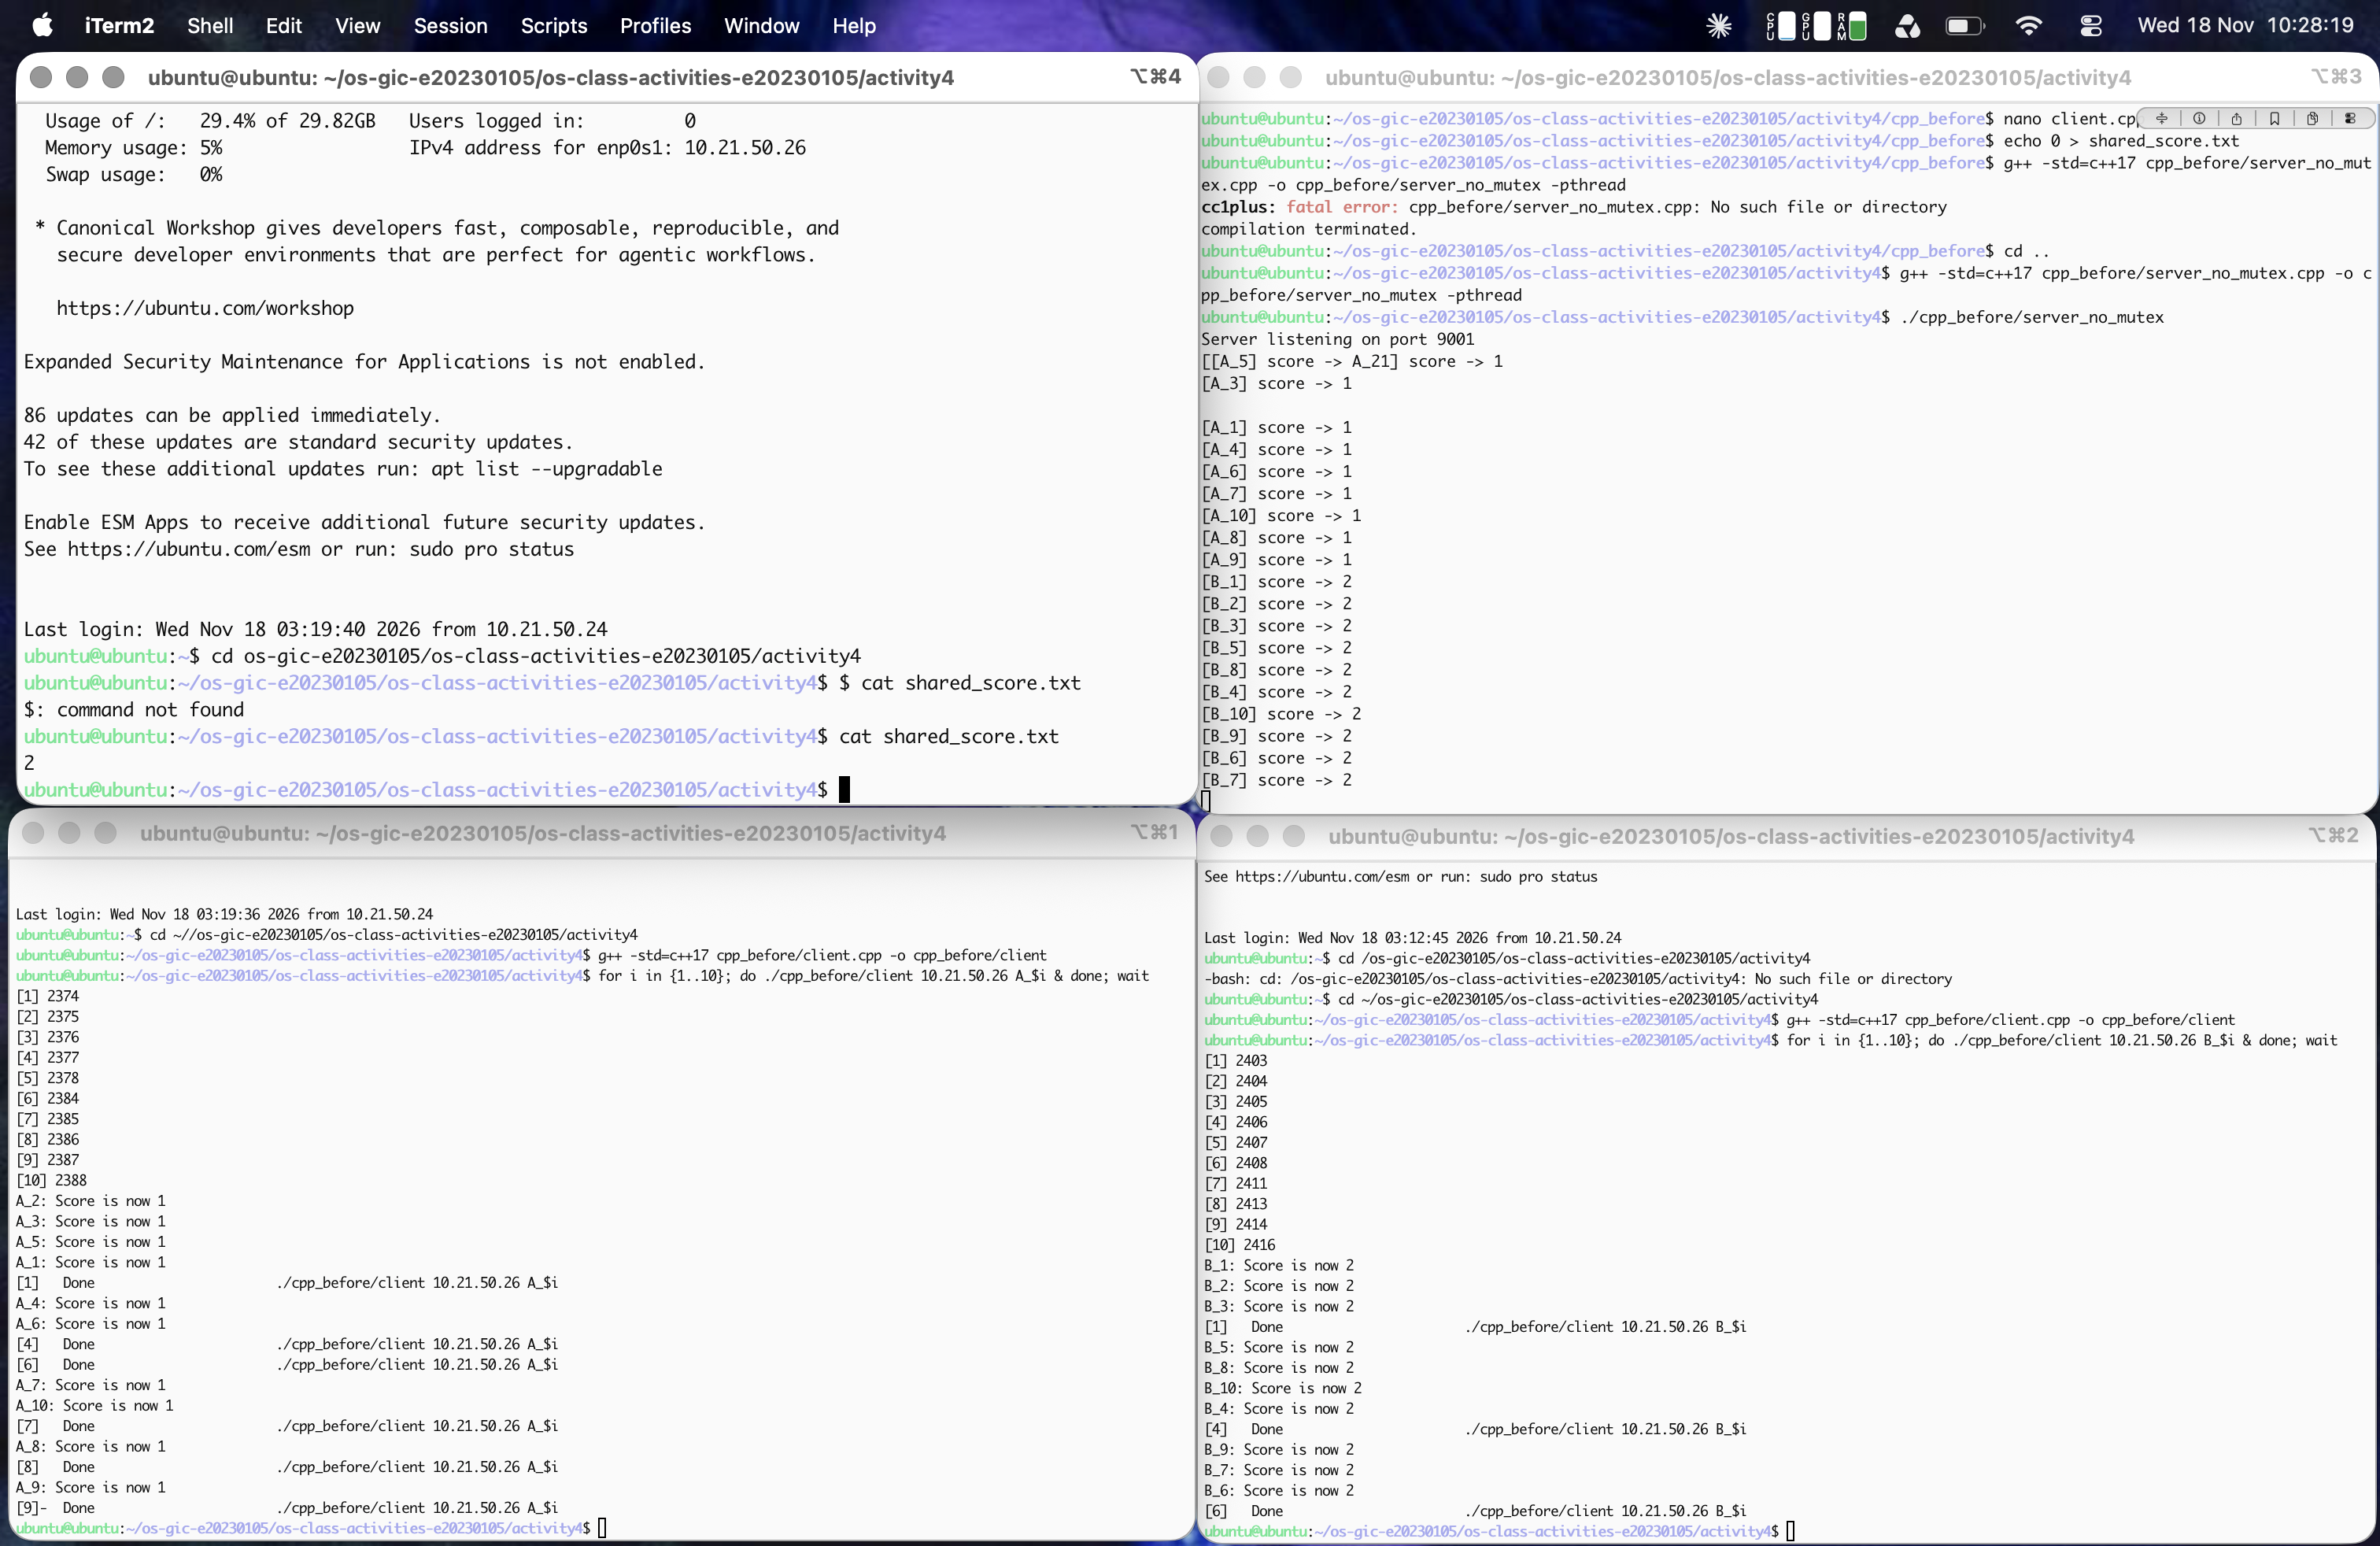 iTerm2 Shell Edit View Session Scripts Profiles Window Help CPU GPU RAM Wed 18 Nov 10:28:19
ubuntu@ubuntu: ~/os-gic-e20230105/os-class-activities-e20230105/activity4 ⌥⌘4
Usage of /: 29.4% of 29.82GB Users logged in: 0
Memory usage: 5% IPv4 address for enp0s1: 10.21.50.26
Swap usage: 0%
* Canonical Workshop gives developers fast, composable, reproducible, and
secure developer environments that are perfect for agentic workflows.
https://ubuntu.com/workshop
Expanded Security Maintenance for Applications is not enabled.
86 updates can be applied immediately.
42 of these updates are standard security updates.
To see these additional updates run: apt list --upgradable
Enable ESM Apps to receive additional future security updates.
See https://ubuntu.com/esm or run: sudo pro status
Last login: Wed Nov 18 03:19:40 2026 from 10.21.50.24
ubuntu@ubuntu:~$ cd os-gic-e20230105/os-class-activities-e20230105/activity4
ubuntu@ubuntu:~/os-gic-e20230105/os-class-activities-e20230105/activity4$ $ cat shared_score.txt
$: command not found
ubuntu@ubuntu:~/os-gic-e20230105/os-class-activities-e20230105/activity4$ cat shared_score.txt
2
ubuntu@ubuntu:~/os-gic-e20230105/os-class-activities-e20230105/activity4$
ubuntu@ubuntu: ~/os-gic-e20230105/os-class-activities-e20230105/activity4 ⌥⌘3
ubuntu@ubuntu:~/os-gic-e20230105/os-class-activities-e20230105/activity4/cpp_before$ nano client.cp
ubuntu@ubuntu:~/os-gic-e20230105/os-class-activities-e20230105/activity4/cpp_before$ echo 0 > shared_score.txt
ubuntu@ubuntu:~/os-gic-e20230105/os-class-activities-e20230105/activity4/cpp_before$ g++ -std=c++17 cpp_before/server_no_mut
ex.cpp -o cpp_before/server_no_mutex -pthread
cc1plus: fatal error: cpp_before/server_no_mutex.cpp: No such file or directory
compilation terminated.
ubuntu@ubuntu:~/os-gic-e20230105/os-class-activities-e20230105/activity4/cpp_before$ cd ..
ubuntu@ubuntu:~/os-gic-e20230105/os-class-activities-e20230105/activity4$ g++ -std=c++17 cpp_before/server_no_mutex.cpp -o c
pp_before/server_no_mutex -pthread
ubuntu@ubuntu:~/os-gic-e20230105/os-class-activities-e20230105/activity4$ ./cpp_before/server_no_mutex
Server listening on port 9001
[[A_5] score -> A_21] score -> 1
[A_3] score -> 1
[A_1] score -> 1
[A_4] score -> 1
[A_6] score -> 1
[A_7] score -> 1
[A_10] score -> 1
[A_8] score -> 1
[A_9] score -> 1
[B_1] score -> 2
[B_2] score -> 2
[B_3] score -> 2
[B_5] score -> 2
[B_8] score -> 2
[B_4] score -> 2
[B_10] score -> 2
[B_9] score -> 2
[B_6] score -> 2
[B_7] score -> 2
ubuntu@ubuntu: ~/os-gic-e20230105/os-class-activities-e20230105/activity4 ⌥⌘1
Last login: Wed Nov 18 03:19:36 2026 from 10.21.50.24
ubuntu@ubuntu:~$ cd ~//os-gic-e20230105/os-class-activities-e20230105/activity4
ubuntu@ubuntu:~/os-gic-e20230105/os-class-activities-e20230105/activity4$ g++ -std=c++17 cpp_before/client.cpp -o cpp_before/client
ubuntu@ubuntu:~/os-gic-e20230105/os-class-activities-e20230105/activity4$ for i in {1..10}; do ./cpp_before/client 10.21.50.26 A_$i & done; wait
[1] 2374
[2] 2375
[3] 2376
[4] 2377
[5] 2378
[6] 2384
[7] 2385
[8] 2386
[9] 2387
[10] 2388
A_2: Score is now 1
A_3: Score is now 1
A_5: Score is now 1
A_1: Score is now 1
[1] Done ./cpp_before/client 10.21.50.26 A_$i
A_4: Score is now 1
A_6: Score is now 1
[4] Done ./cpp_before/client 10.21.50.26 A_$i
[6] Done ./cpp_before/client 10.21.50.26 A_$i
A_7: Score is now 1
A_10: Score is now 1
[7] Done ./cpp_before/client 10.21.50.26 A_$i
A_8: Score is now 1
[8] Done ./cpp_before/client 10.21.50.26 A_$i
A_9: Score is now 1
[9]- Done ./cpp_before/client 10.21.50.26 A_$i
ubuntu@ubuntu:~/os-gic-e20230105/os-class-activities-e20230105/activity4$
ubuntu@ubuntu: ~/os-gic-e20230105/os-class-activities-e20230105/activity4 ⌥⌘2
See https://ubuntu.com/esm or run: sudo pro status
Last login: Wed Nov 18 03:12:45 2026 from 10.21.50.24
ubuntu@ubuntu:~$ cd /os-gic-e20230105/os-class-activities-e20230105/activity4
-bash: cd: /os-gic-e20230105/os-class-activities-e20230105/activity4: No such file or directory
ubuntu@ubuntu:~$ cd ~/os-gic-e20230105/os-class-activities-e20230105/activity4
ubuntu@ubuntu:~/os-gic-e20230105/os-class-activities-e20230105/activity4$ g++ -std=c++17 cpp_before/client.cpp -o cpp_before/client
ubuntu@ubuntu:~/os-gic-e20230105/os-class-activities-e20230105/activity4$ for i in {1..10}; do ./cpp_before/client 10.21.50.26 B_$i & done; wait
[1] 2403
[2] 2404
[3] 2405
[4] 2406
[5] 2407
[6] 2408
[7] 2411
[8] 2413
[9] 2414
[10] 2416
B_1: Score is now 2
B_2: Score is now 2
B_3: Score is now 2
[1] Done ./cpp_before/client 10.21.50.26 B_$i
B_5: Score is now 2
B_8: Score is now 2
B_10: Score is now 2
B_4: Score is now 2
[4] Done ./cpp_before/client 10.21.50.26 B_$i
B_9: Score is now 2
B_7: Score is now 2
B_6: Score is now 2
[6] Done ./cpp_before/client 10.21.50.26 B_$i
ubuntu@ubuntu:~/os-gic-e20230105/os-class-activities-e20230105/activity4$